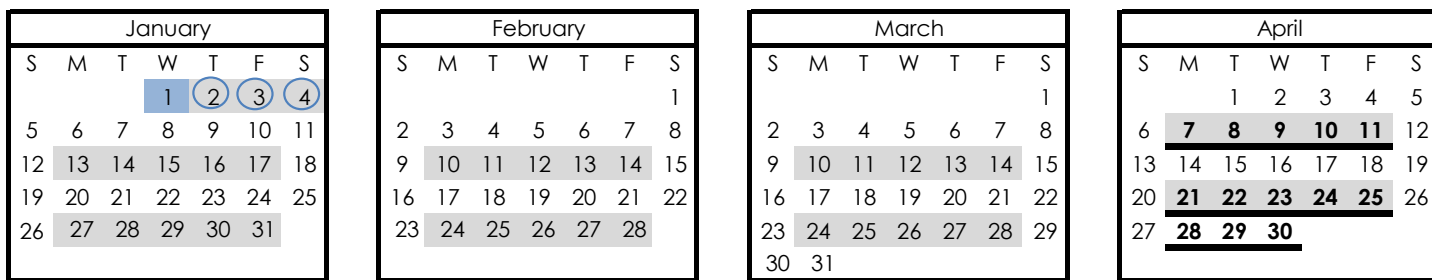 January
S M T W T F S
1 2 3 4
5 6 7 8 9 10 11
12 13 14 15 16 17 18
19 20 21 22 23 24 25
26 27 28 29 30 31
February
S M T W T F S
1
2 3 4 5 6 7 8
9 10 11 12 13 14 15
16 17 18 19 20 21 22
23 24 25 26 27 28
March
S M T W T F S
1
2 3 4 5 6 7 8
9 10 11 12 13 14 15
16 17 18 19 20 21 22
23 24 25 26 27 28 29
30 31
April
S M T W T F S
1 2 3 4 5
6 7 8 9 10 11 12
13 14 15 16 17 18 19
20 21 22 23 24 25 26
27 28 29 30